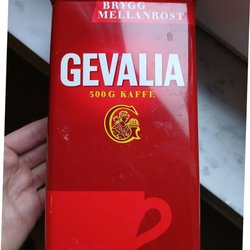 BRYGG
MELLANROST
GEVALIA
500G KAFFE
G